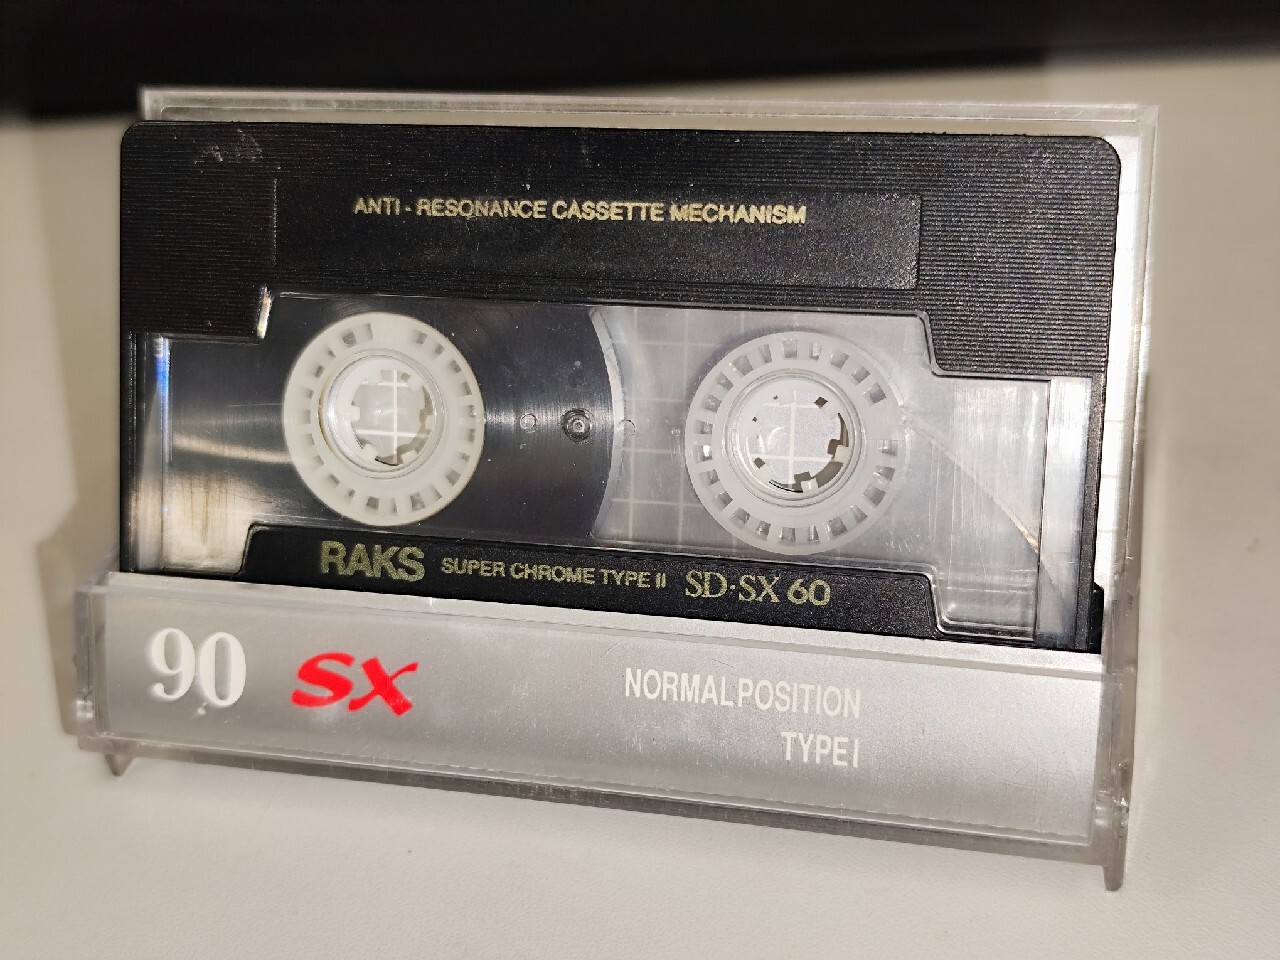 ANTI - RESONANCE CASSETTE MECHANISM
RAKS SUPER CHROME TYPE II SD·SX 60
90 SX NORMAL POSITION
TYPE I